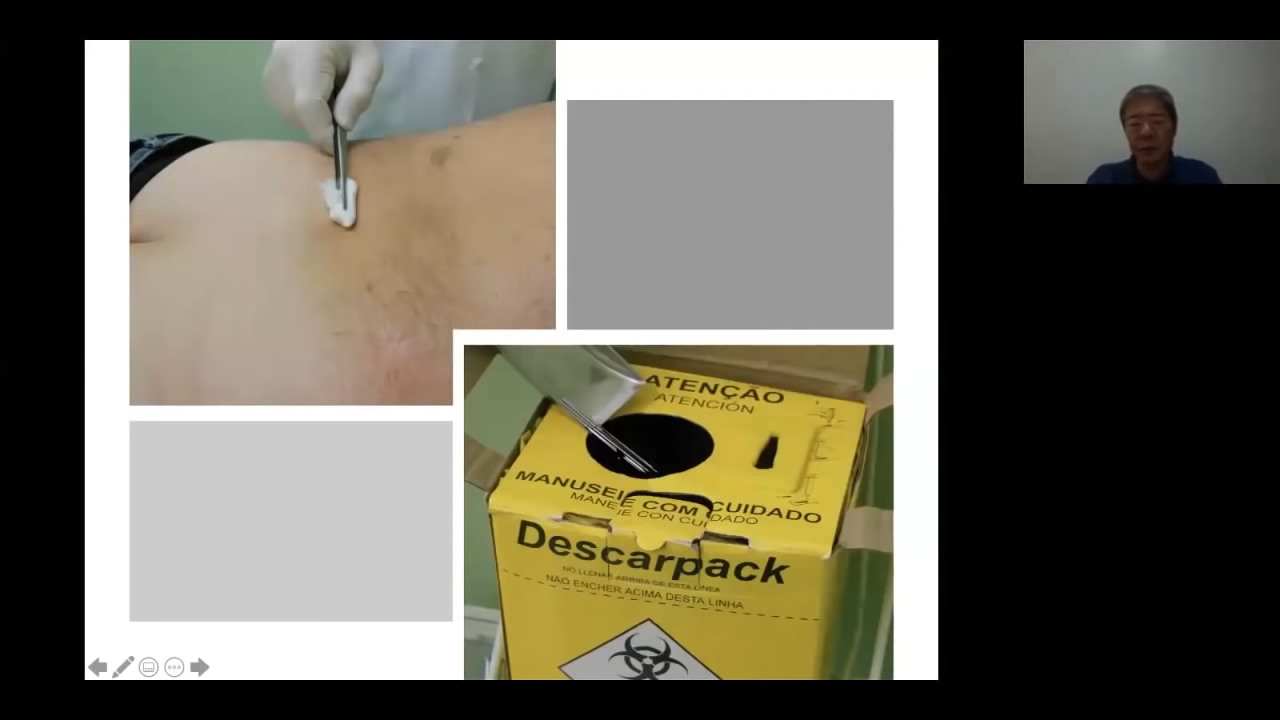 ATENÇÃO
ATENCIÓN
MANUSEIE COM CUIDADO
MANEJE CON CUIDADO
Descarpack
NO LLENAR ARRIBA DE ESTA LÍNEA
NÃO ENCHER ACIMA DESTA LINHA